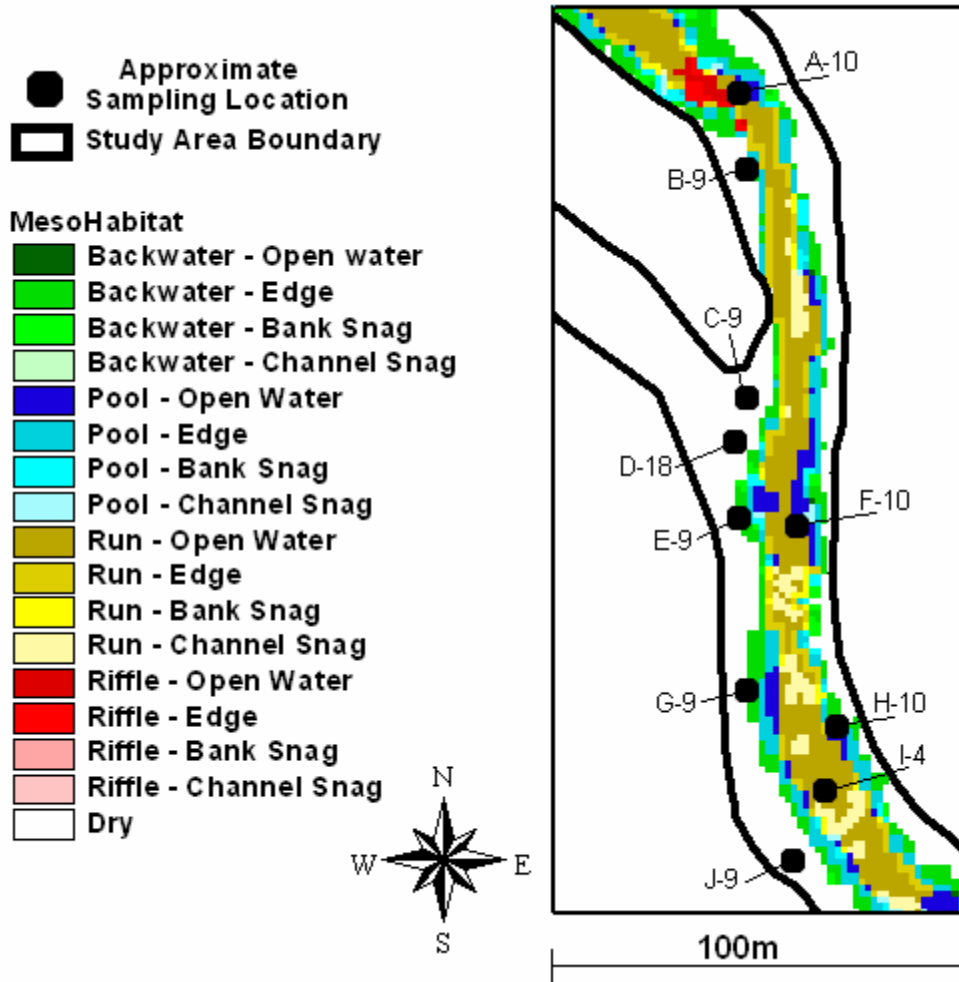 Approximate
Sampling Location
Study Area Boundary
MesoHabitat
Backwater - Open water
Backwater - Edge
Backwater - Bank Snag
Backwater - Channel Snag
Pool - Open Water
Pool - Edge
Pool - Bank Snag
Pool - Channel Snag
Run - Open Water
Run - Edge
Run - Bank Snag
Run - Channel Snag
Riffle - Open Water
Riffle - Edge
Riffle - Bank Snag
Riffle - Channel Snag
Dry
N
W E
S
A-10
B-9
C-9
D-18
E-9
F-10
G-9
H-10
I-4
J-9
100m